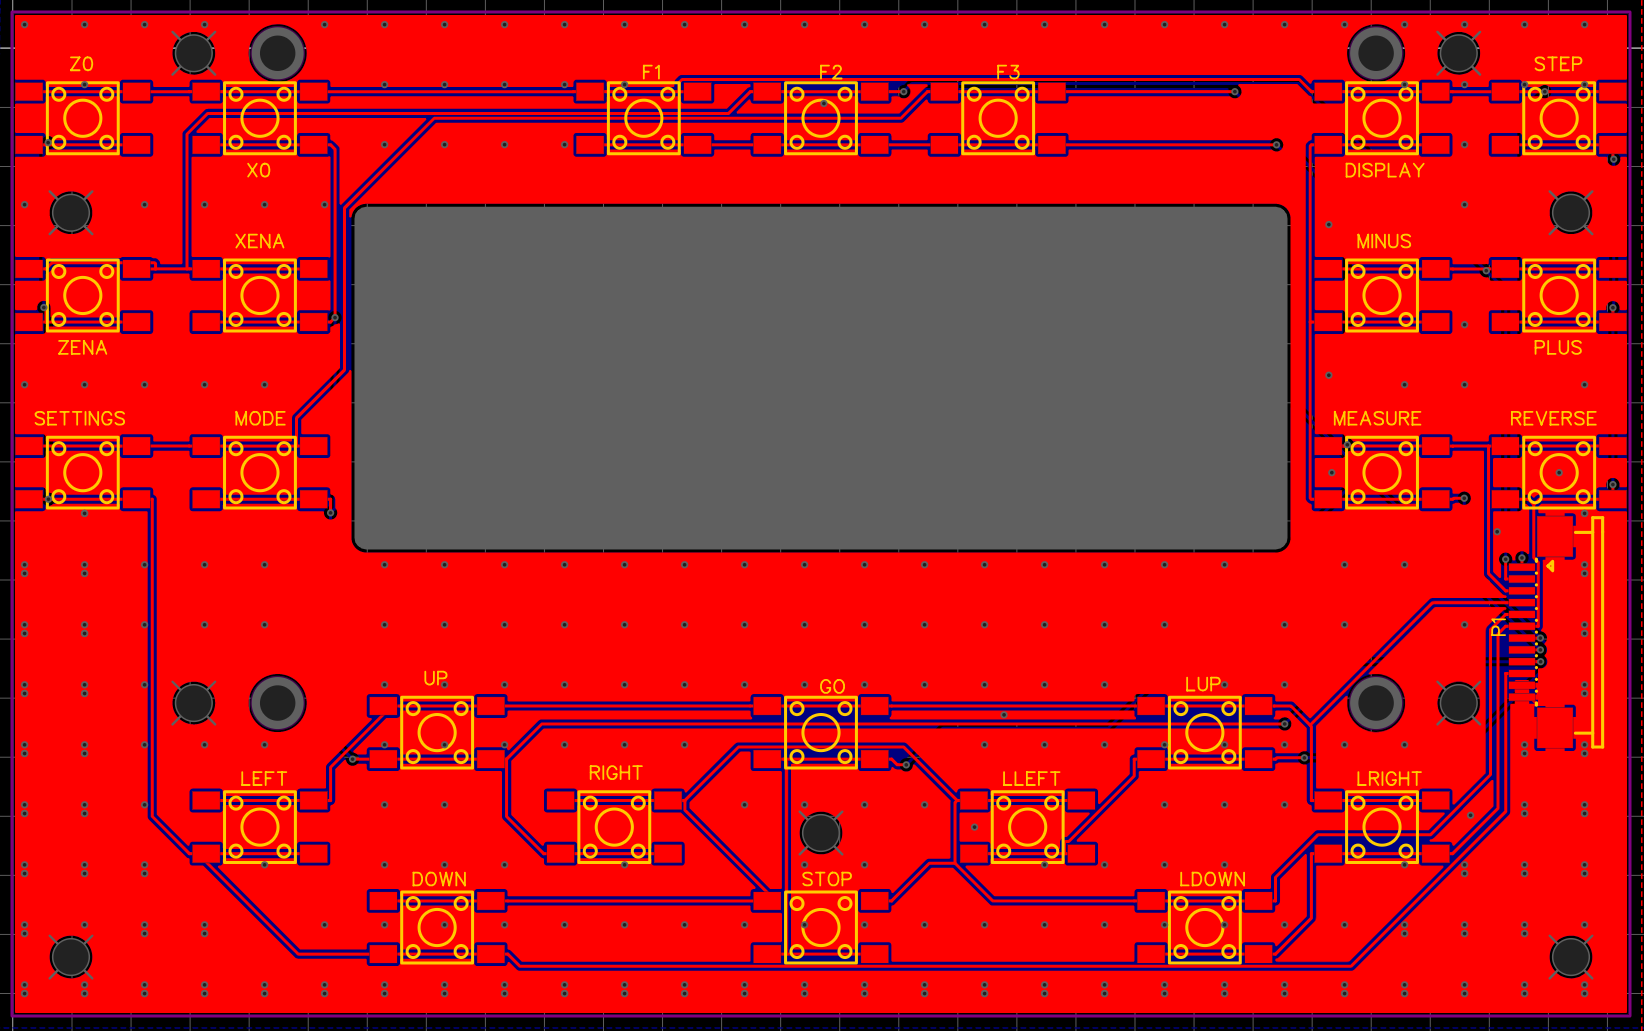 Z0
F1
F2
F3
STEP
X0
DISPLAY
XENA
MINUS
ZENA
PLUS
SETTINGS
MODE
MEASURE
REVERSE
P1
UP
GO
LUP
LEFT
RIGHT
LLEFT
LRIGHT
DOWN
STOP
LDOWN